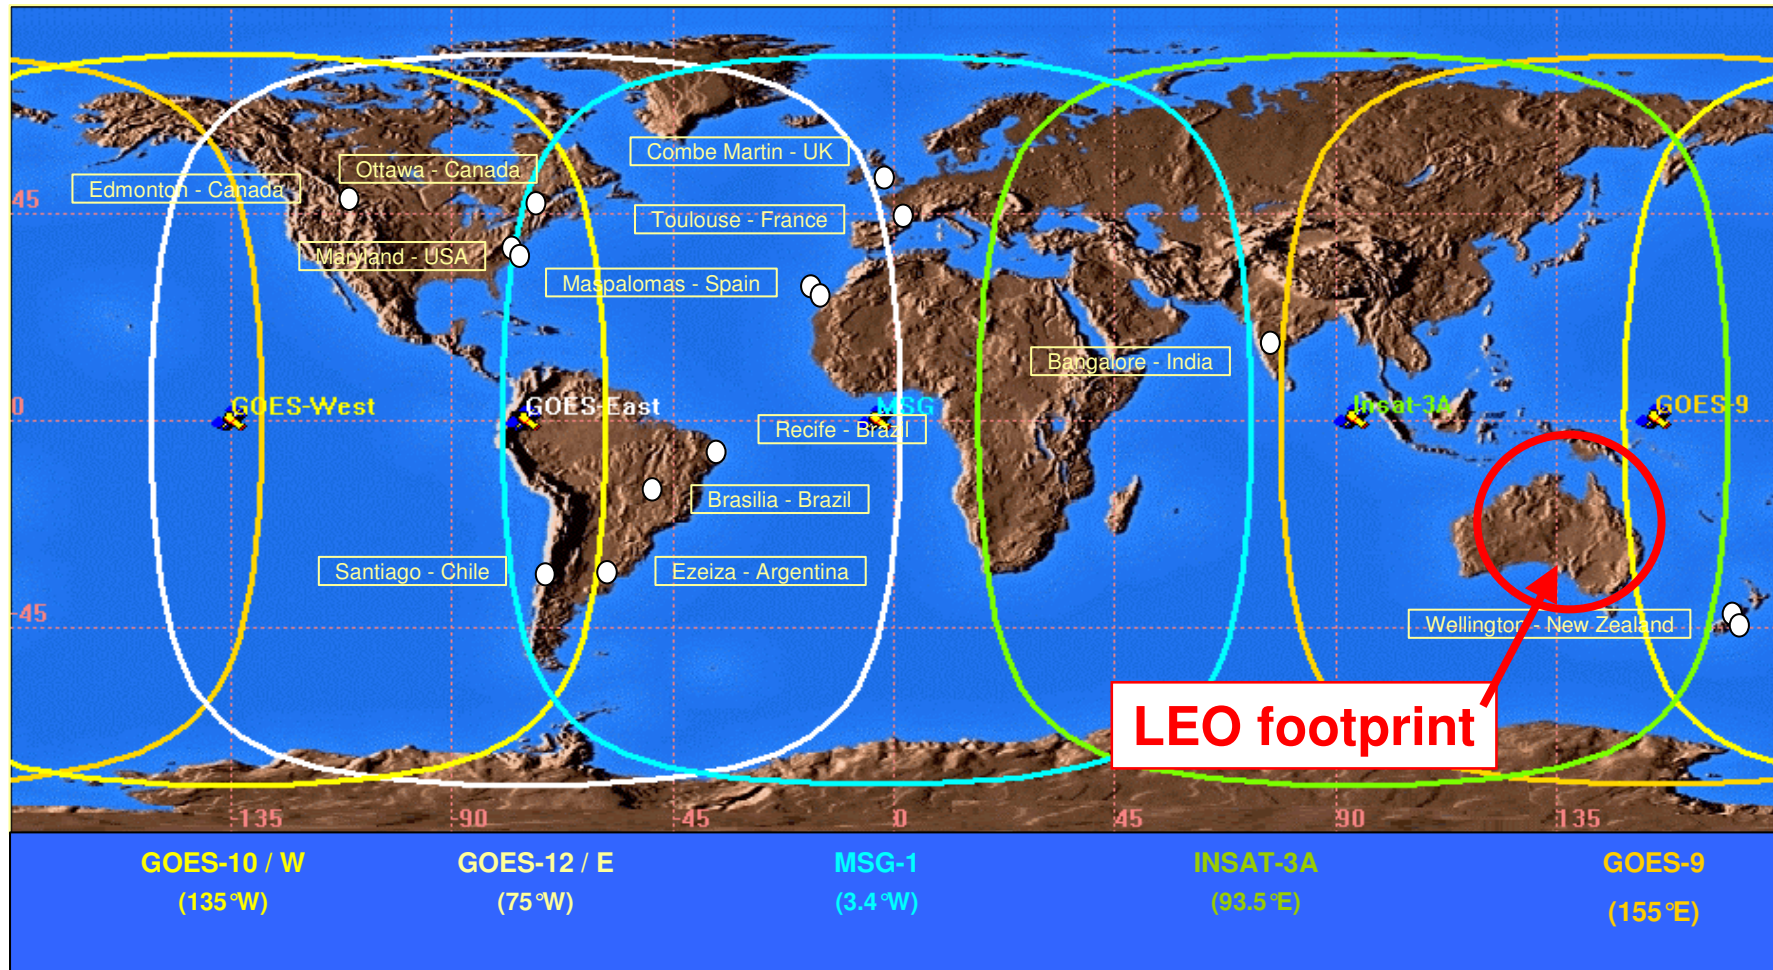 Combe Martin - UK
Ottawa - Canada
Edmonton - Canada
45
Toulouse - France
Maryland - USA
Maspalomas - Spain
Bangalore - India
0
GOES-West
GOES-East
MSG
Insat-3A
GOES-9
Recife - Brazil
Brasilia - Brazil
Santiago - Chile
Ezeiza - Argentina
-45
Wellington - New Zealand
LEO footprint
-135
-90
-45
0
45
90
135
GOES-10 / W
(135°W)
GOES-12 / E
(75°W)
MSG-1
(3.4°W)
INSAT-3A
(93.5°E)
GOES-9
(155°E)